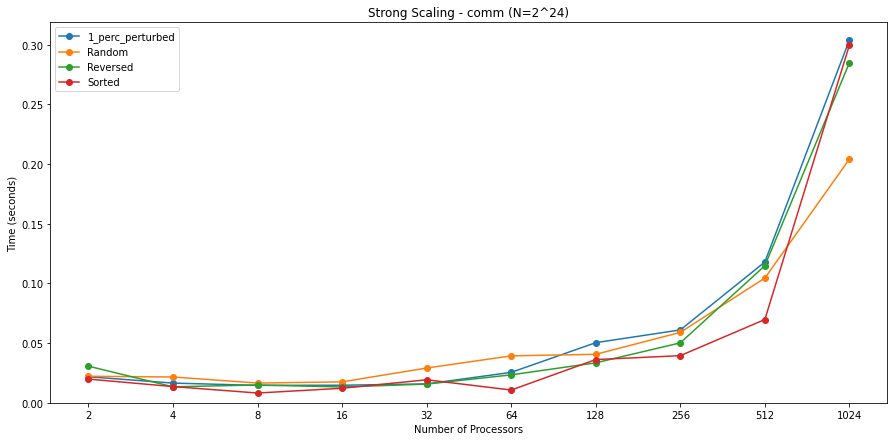 Strong Scaling - comm (N=2^24)
1_perc_perturbed
Random
Reversed
Sorted
Time (seconds)
0.30
0.25
0.20
0.15
0.10
0.05
0.00
2 4 8 16 32 64 128 256 512 1024
Number of Processors